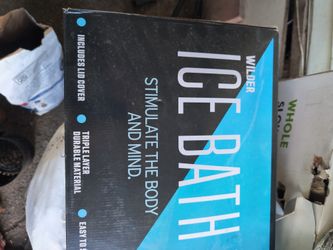 WILDER
ICE BATH
STIMULATE THE BODY
AND MIND.
• INCLUDES LID COVER
• TRIPLE LAYER
DURABLE MATERIAL
• EASY TO
WHOLE